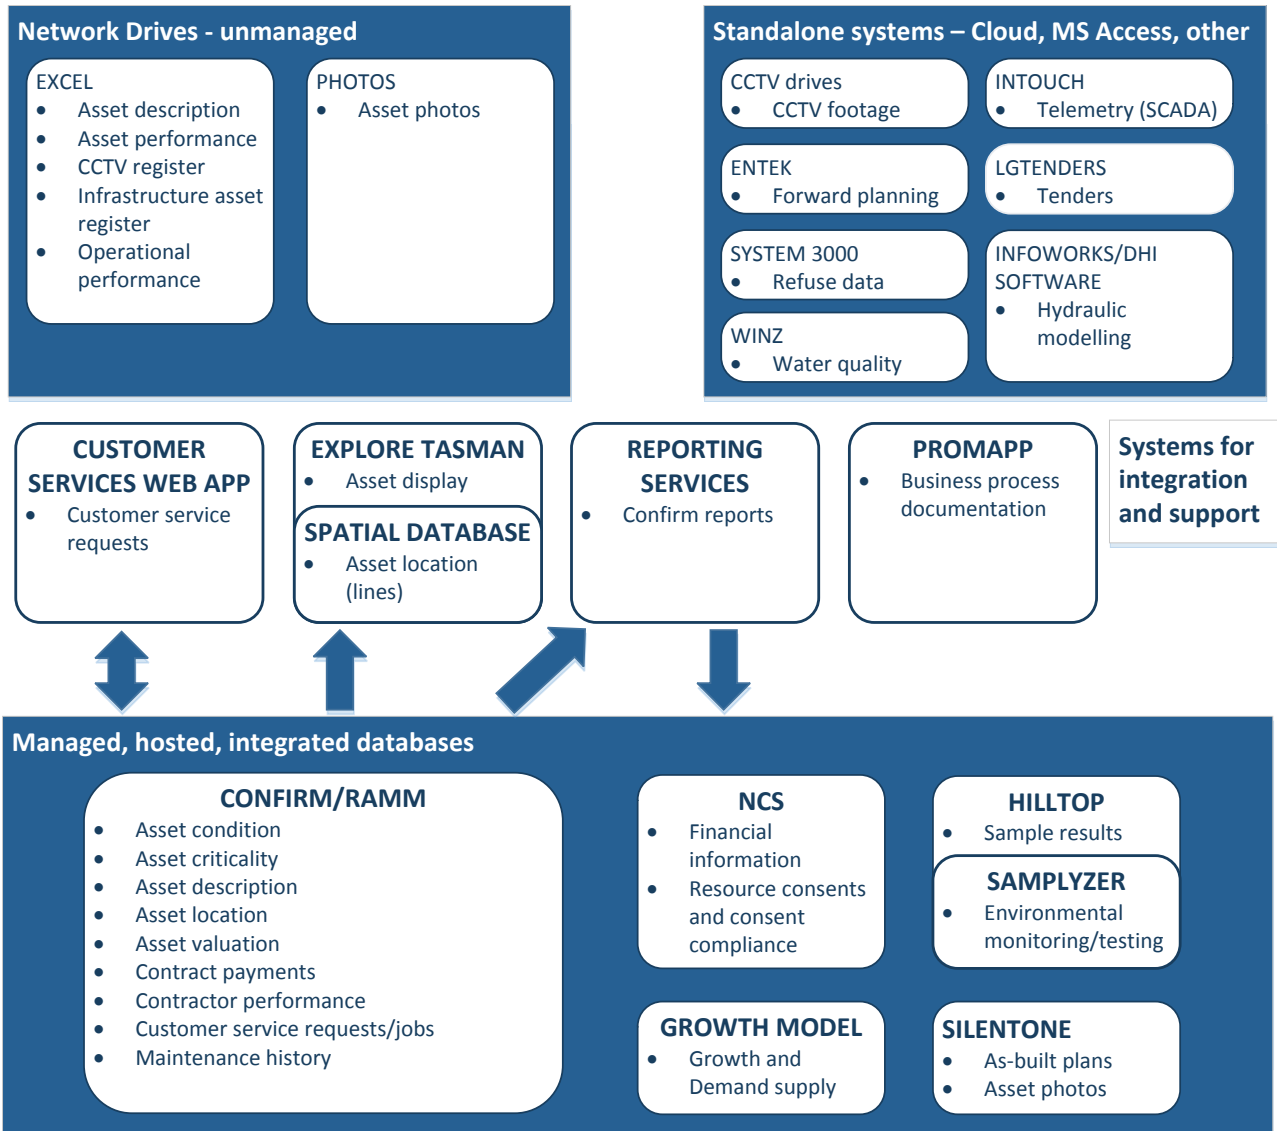 Network Drives - unmanaged
EXCEL
• Asset description
• Asset performance
• CCTV register
• Infrastructure asset
register
• Operational
performance
PHOTOS
• Asset photos
Standalone systems – Cloud, MS Access, other
CCTV drives
• CCTV footage
ENTEK
• Forward planning
SYSTEM 3000
• Refuse data
WINZ
• Water quality
INTOUCH
• Telemetry (SCADA)
LGTENDERS
• Tenders
INFOWORKS/DHI
SOFTWARE
• Hydraulic
modelling
CUSTOMER
SERVICES WEB APP
• Customer service
requests
EXPLORE TASMAN
• Asset display
SPATIAL DATABASE
• Asset location
(lines)
REPORTING
SERVICES
• Confirm reports
PROMAPP
• Business process
documentation
Systems for
integration
and support
Managed, hosted, integrated databases
CONFIRM/RAMM
• Asset condition
• Asset criticality
• Asset description
• Asset location
• Asset valuation
• Contract payments
• Contractor performance
• Customer service requests/jobs
• Maintenance history
NCS
• Financial
information
• Resource consents
and consent
compliance
HILLTOP
• Sample results
SAMPLYZER
• Environmental
monitoring/testing
GROWTH MODEL
• Growth and
Demand supply
SILENTONE
• As-built plans
• Asset photos